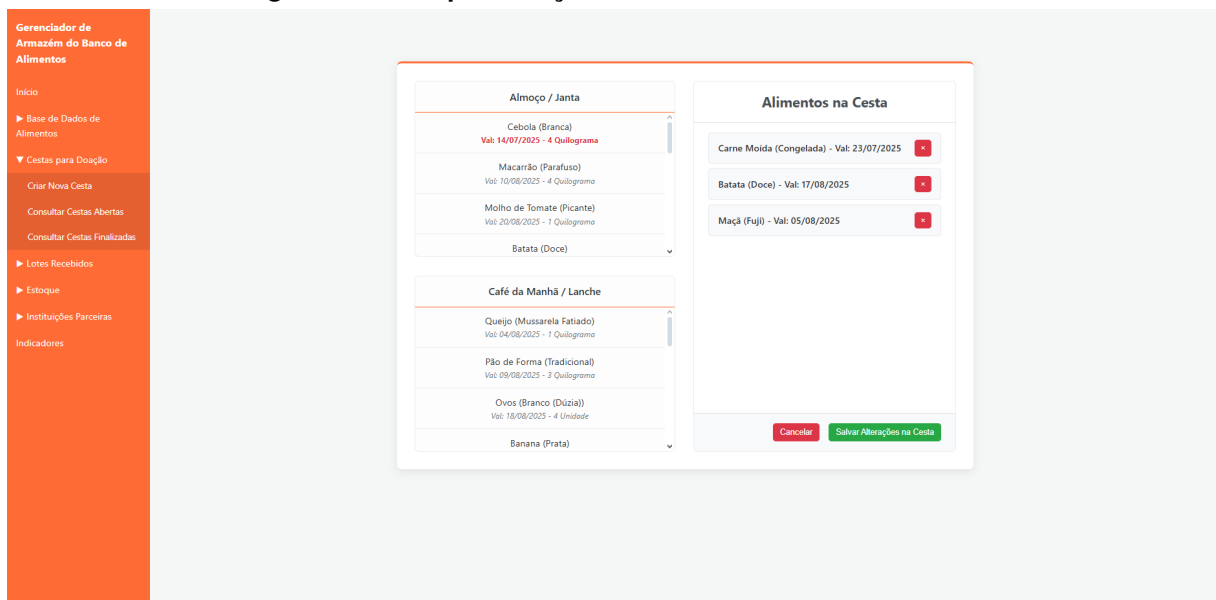 Gerenciador de
Armazém do Banco de
Alimentos
Início
▶ Base de Dados de
Alimentos
▼ Cestas para Doação
Criar Nova Cesta
Consultar Cestas Abertas
Consultar Cestas Finalizadas
▶ Lotes Recebidos
▶ Estoque
▶ Instituições Parceiras
Indicadores
Almoço / Janta
Cebola (Branca)
Val: 14/07/2025 - 4 Quilograma
Macarrão (Parafuso)
Val: 10/08/2025 - 4 Quilograma
Molho de Tomate (Picante)
Val: 20/08/2025 - 1 Quilograma
Batata (Doce)
Café da Manhã / Lanche
Queijo (Mussarela Fatiado)
Val: 04/08/2025 - 1 Quilograma
Pão de Forma (Tradicional)
Val: 09/08/2025 - 3 Quilograma
Ovos (Branco (Dúzia))
Val: 18/08/2025 - 4 Unidade
Banana (Prata)
Alimentos na Cesta
Carne Moída (Congelada) - Val: 23/07/2025 ×
Batata (Doce) - Val: 17/08/2025 ×
Maçã (Fuji) - Val: 05/08/2025 ×
Cancelar Salvar Alterações na Cesta